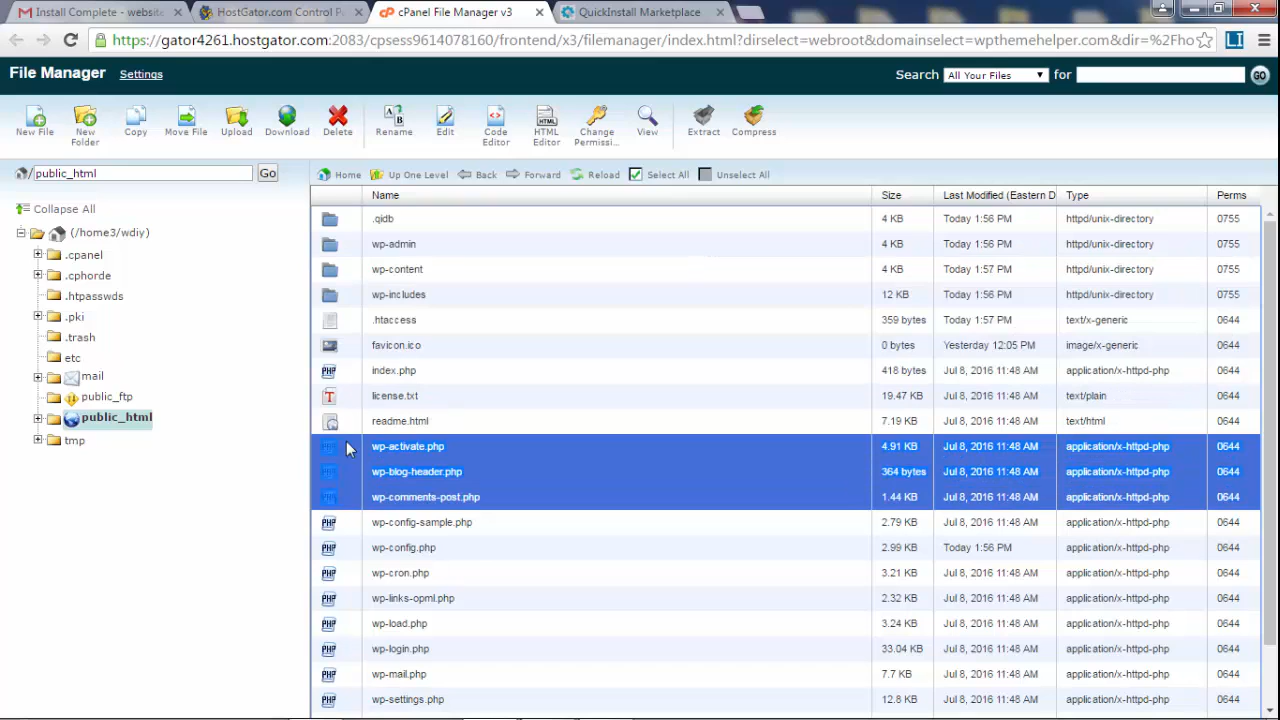 Install Complete - website
HostGator.com Control P
cPanel File Manager v3
QuickInstall Marketplace
https://gator4261.hostgator.com:2083/cpsess9614078160/frontend/x3/filemanager/index.html?dirselect=webroot&domainselect=wpthemehelper.com&dir=%2Fho
LI
File Manager Settings
Search All Your Files for GO
New File
New Folder
Copy
Move File
Upload
Download
Delete
Rename
Edit
Code Editor
HTML Editor
Change Permissi...
View
Extract
Compress
/public_html Go
Home Up One Level Back Forward Reload Select All Unselect All
Collapse All
(/home3/wdiy)
.cpanel
.cphorde
.htpasswds
.pki
.trash
etc
mail
public_ftp
public_html
tmp
Name Size Last Modified (Eastern D Type Perms
.qidb 4 KB Today 1:56 PM httpd/unix-directory 0755
wp-admin 4 KB Today 1:56 PM httpd/unix-directory 0755
wp-content 4 KB Today 1:57 PM httpd/unix-directory 0755
wp-includes 12 KB Today 1:56 PM httpd/unix-directory 0755
.htaccess 359 bytes Today 1:57 PM text/x-generic 0644
favicon.ico 0 bytes Yesterday 12:05 PM image/x-generic 0644
PHP index.php 418 bytes Jul 8, 2016 11:48 AM application/x-httpd-php 0644
T license.txt 19.47 KB Jul 8, 2016 11:48 AM text/plain 0644
readme.html 7.19 KB Jul 8, 2016 11:48 AM text/html 0644
PHP wp-activate.php 4.91 KB Jul 8, 2016 11:48 AM application/x-httpd-php 0644
PHP wp-blog-header.php 364 bytes Jul 8, 2016 11:48 AM application/x-httpd-php 0644
PHP wp-comments-post.php 1.44 KB Jul 8, 2016 11:48 AM application/x-httpd-php 0644
PHP wp-config-sample.php 2.79 KB Jul 8, 2016 11:48 AM application/x-httpd-php 0644
PHP wp-config.php 2.99 KB Today 1:56 PM application/x-httpd-php 0644
PHP wp-cron.php 3.21 KB Jul 8, 2016 11:48 AM application/x-httpd-php 0644
PHP wp-links-opml.php 2.32 KB Jul 8, 2016 11:48 AM application/x-httpd-php 0644
PHP wp-load.php 3.24 KB Jul 8, 2016 11:48 AM application/x-httpd-php 0644
PHP wp-login.php 33.04 KB Jul 8, 2016 11:48 AM application/x-httpd-php 0644
PHP wp-mail.php 7.7 KB Jul 8, 2016 11:48 AM application/x-httpd-php 0644
PHP wp-settings.php 12.8 KB Jul 8, 2016 11:48 AM application/x-httpd-php 0644